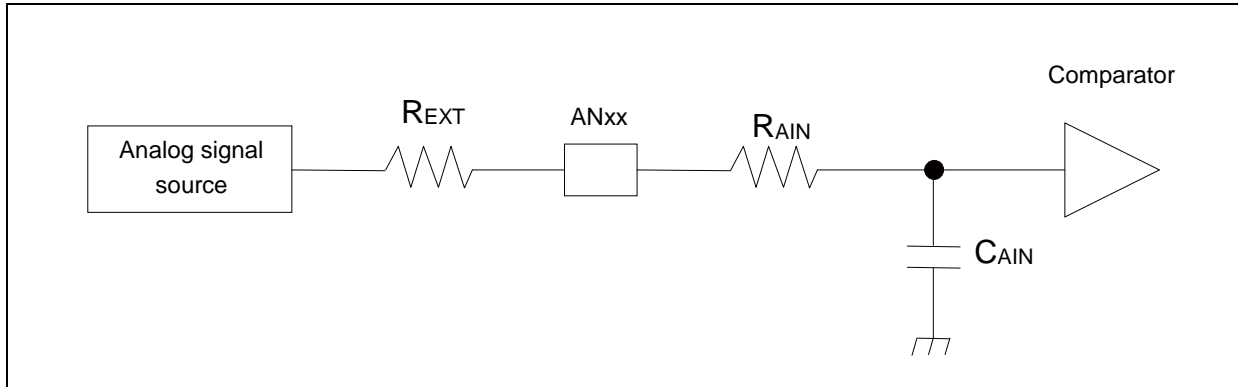 Comparator
REXT
ANxx
RAIN
Analog signal
source
CAIN